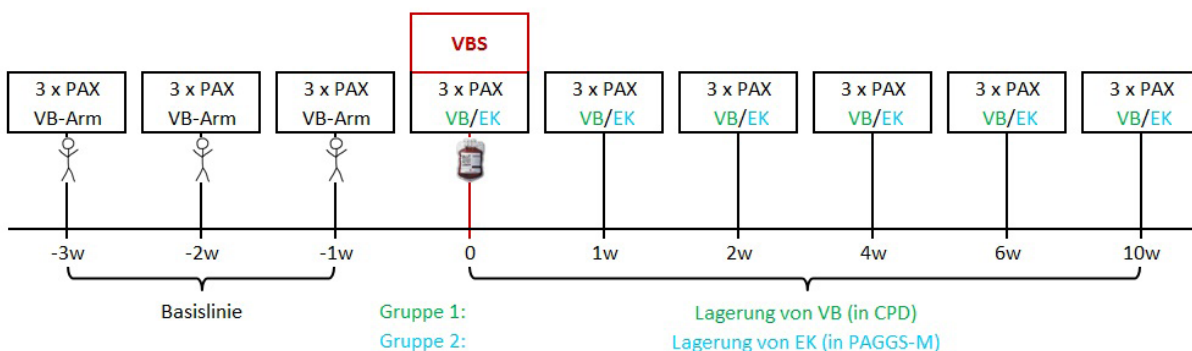 VBS
3 x PAX
VB-Arm
3 x PAX
VB-Arm
3 x PAX
VB-Arm
3 x PAX
VB/EK
3 x PAX
VB/EK
3 x PAX
VB/EK
3 x PAX
VB/EK
3 x PAX
VB/EK
3 x PAX
VB/EK
-3w -2w -1w 0 1w 2w 4w 6w 10w
Basislinie
Gruppe 1: Lagerung von VB (in CPD)
Gruppe 2: Lagerung von EK (in PAGGS-M)